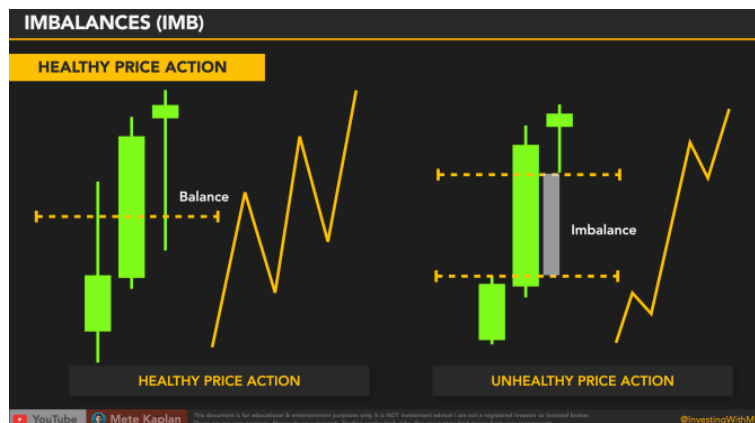 IMBALANCES (IMB)
HEALTHY PRICE ACTION
Balance
Imbalance
HEALTHY PRICE ACTION
UNHEALTHY PRICE ACTION
YouTube
Mete Kaplan
This document is for educational & entertainment purposes only. It is NOT investment advice! I am not a registered investor or licensed broker.
@InvestingWithM